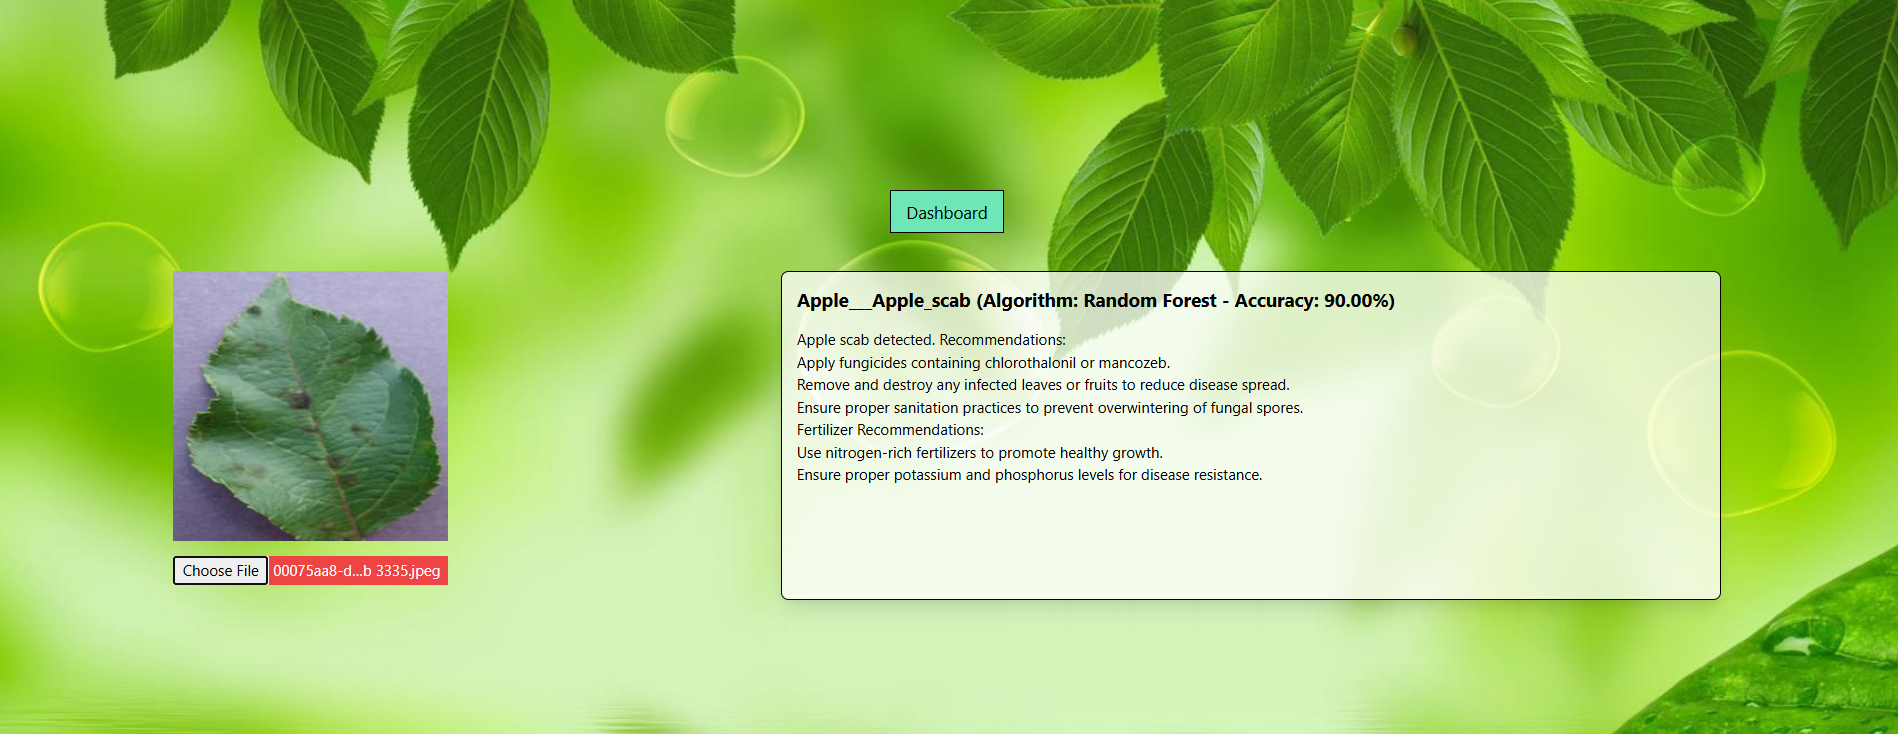 Dashboard
Apple___Apple_scab (Algorithm: Random Forest - Accuracy: 90.00%)
Apple scab detected. Recommendations:
Apply fungicides containing chlorothalonil or mancozeb.
Remove and destroy any infected leaves or fruits to reduce disease spread.
Ensure proper sanitation practices to prevent overwintering of fungal spores.
Fertilizer Recommendations:
Use nitrogen-rich fertilizers to promote healthy growth.
Ensure proper potassium and phosphorus levels for disease resistance.
Choose File 00075aa8-d...b 3335.jpeg